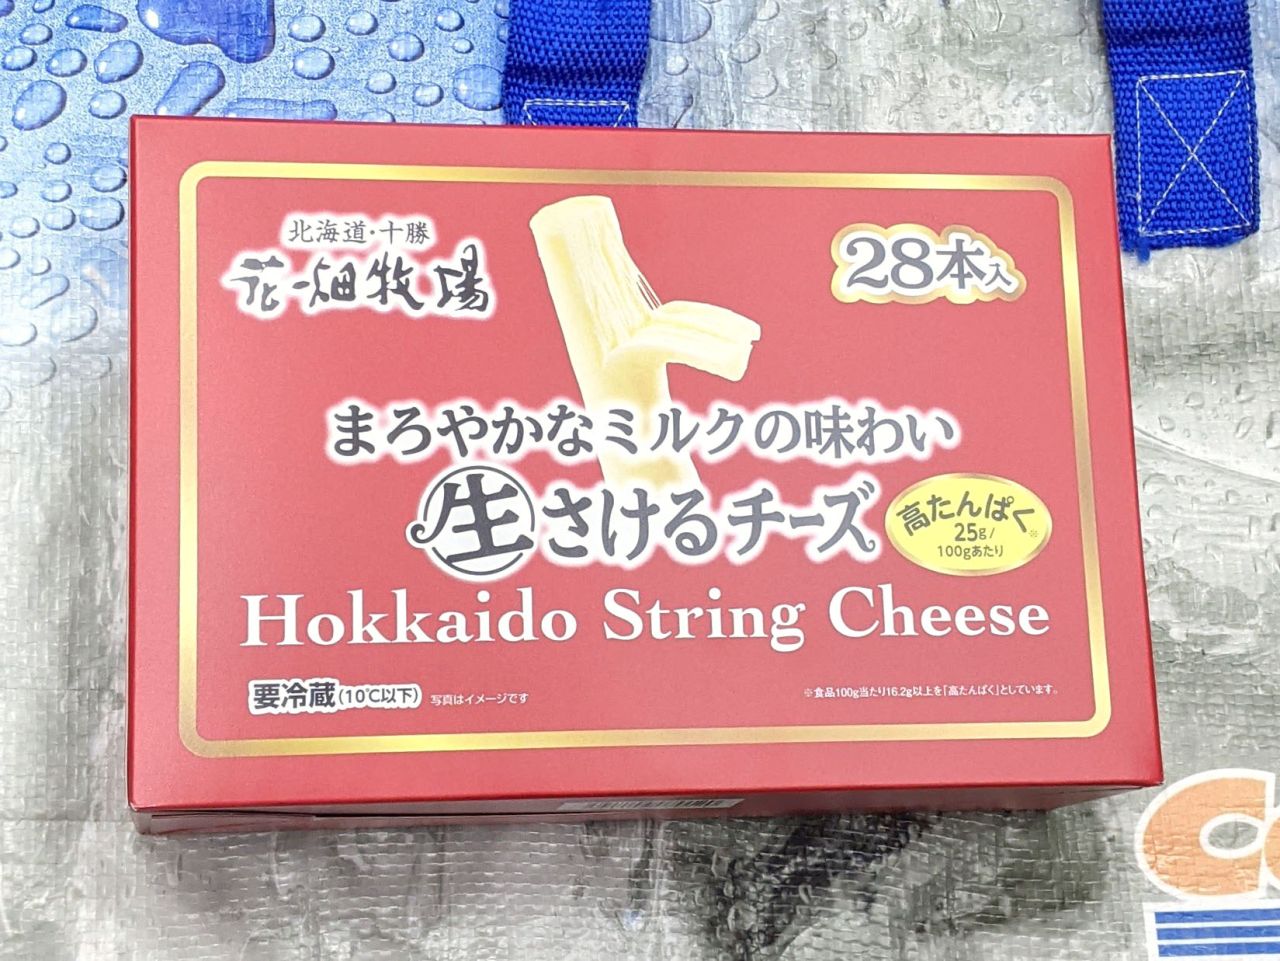 北海道・十勝
花畑牧場
28本入
まろやかなミルクの味わい
生さけるチーズ
高たんぱく※
25g/
100gあたり
Hokkaido String Cheese
要冷蔵(10℃以下) 写真はイメージです
※食品100g当たり16.2g以上を「高たんぱく」としています。